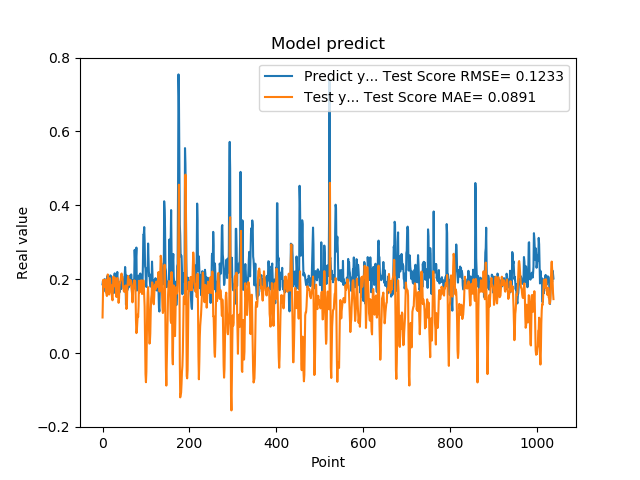 Model predict
Predict y... Test Score RMSE= 0.1233
Test y... Test Score MAE= 0.0891
Real value
0.8
0.6
0.4
0.2
0.0
−0.2
0
200
400
600
800
1000
Point